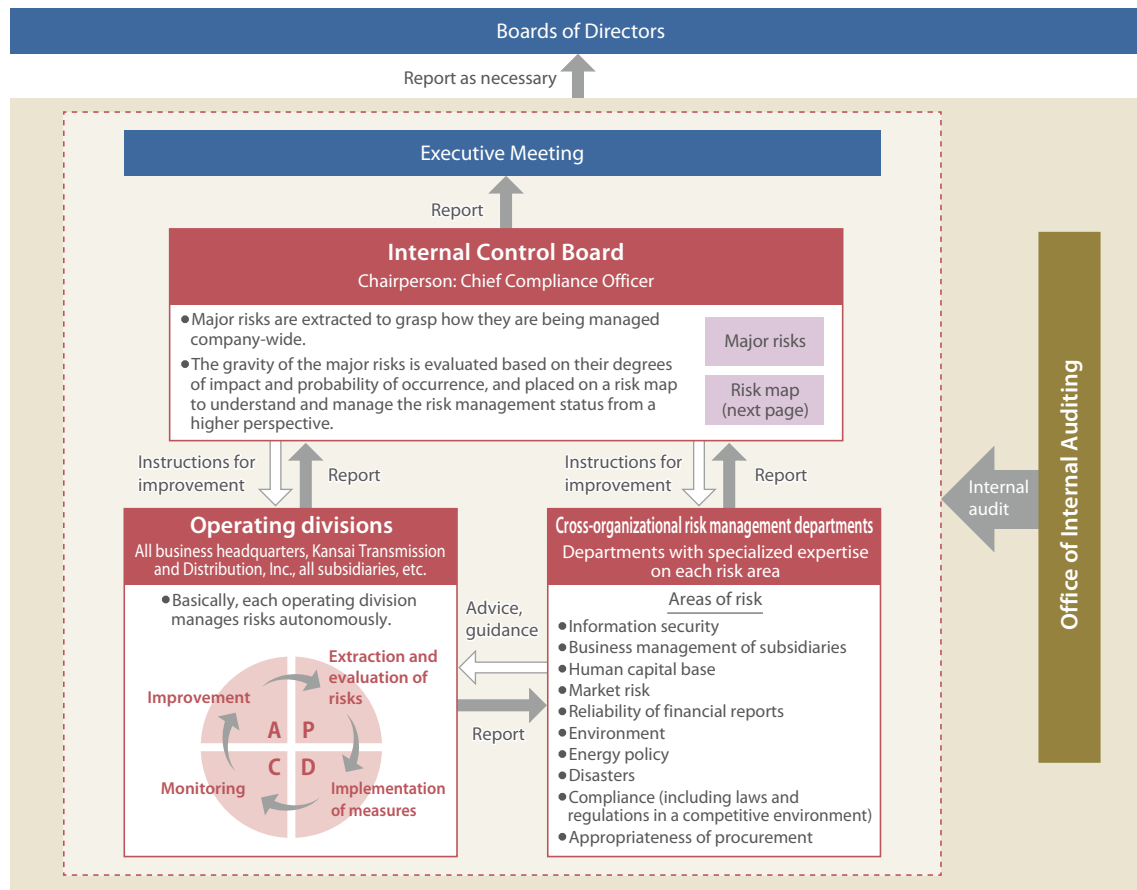 Boards of Directors
Report as necessary
Executive Meeting
Report
Internal Control Board
Chairperson: Chief Compliance Officer
●Major risks are extracted to grasp how they are being managed
company-wide.
●The gravity of the major risks is evaluated based on their degrees
of impact and probability of occurrence, and placed on a risk map
to understand and manage the risk management status from a
higher perspective.
Major risks
Risk map
(next page)
Instructions for
improvement
Report
Instructions for
improvement
Report
Operating divisions
All business headquarters, Kansai Transmission
and Distribution, Inc., all subsidiaries, etc.
●Basically, each operating division
manages risks autonomously.
Extraction and
evaluation of
risks
Improvement
A P
C D
Monitoring
Implementation
of measures
Advice,
guidance
Report
Cross-organizational risk management departments
Departments with specialized expertise
on each risk area
Areas of risk
●Information security
●Business management of subsidiaries
●Human capital base
●Market risk
●Reliability of financial reports
●Environment
●Energy policy
●Disasters
●Compliance (including laws and
regulations in a competitive environment)
●Appropriateness of procurement
Internal
audit
Office of Internal Auditing